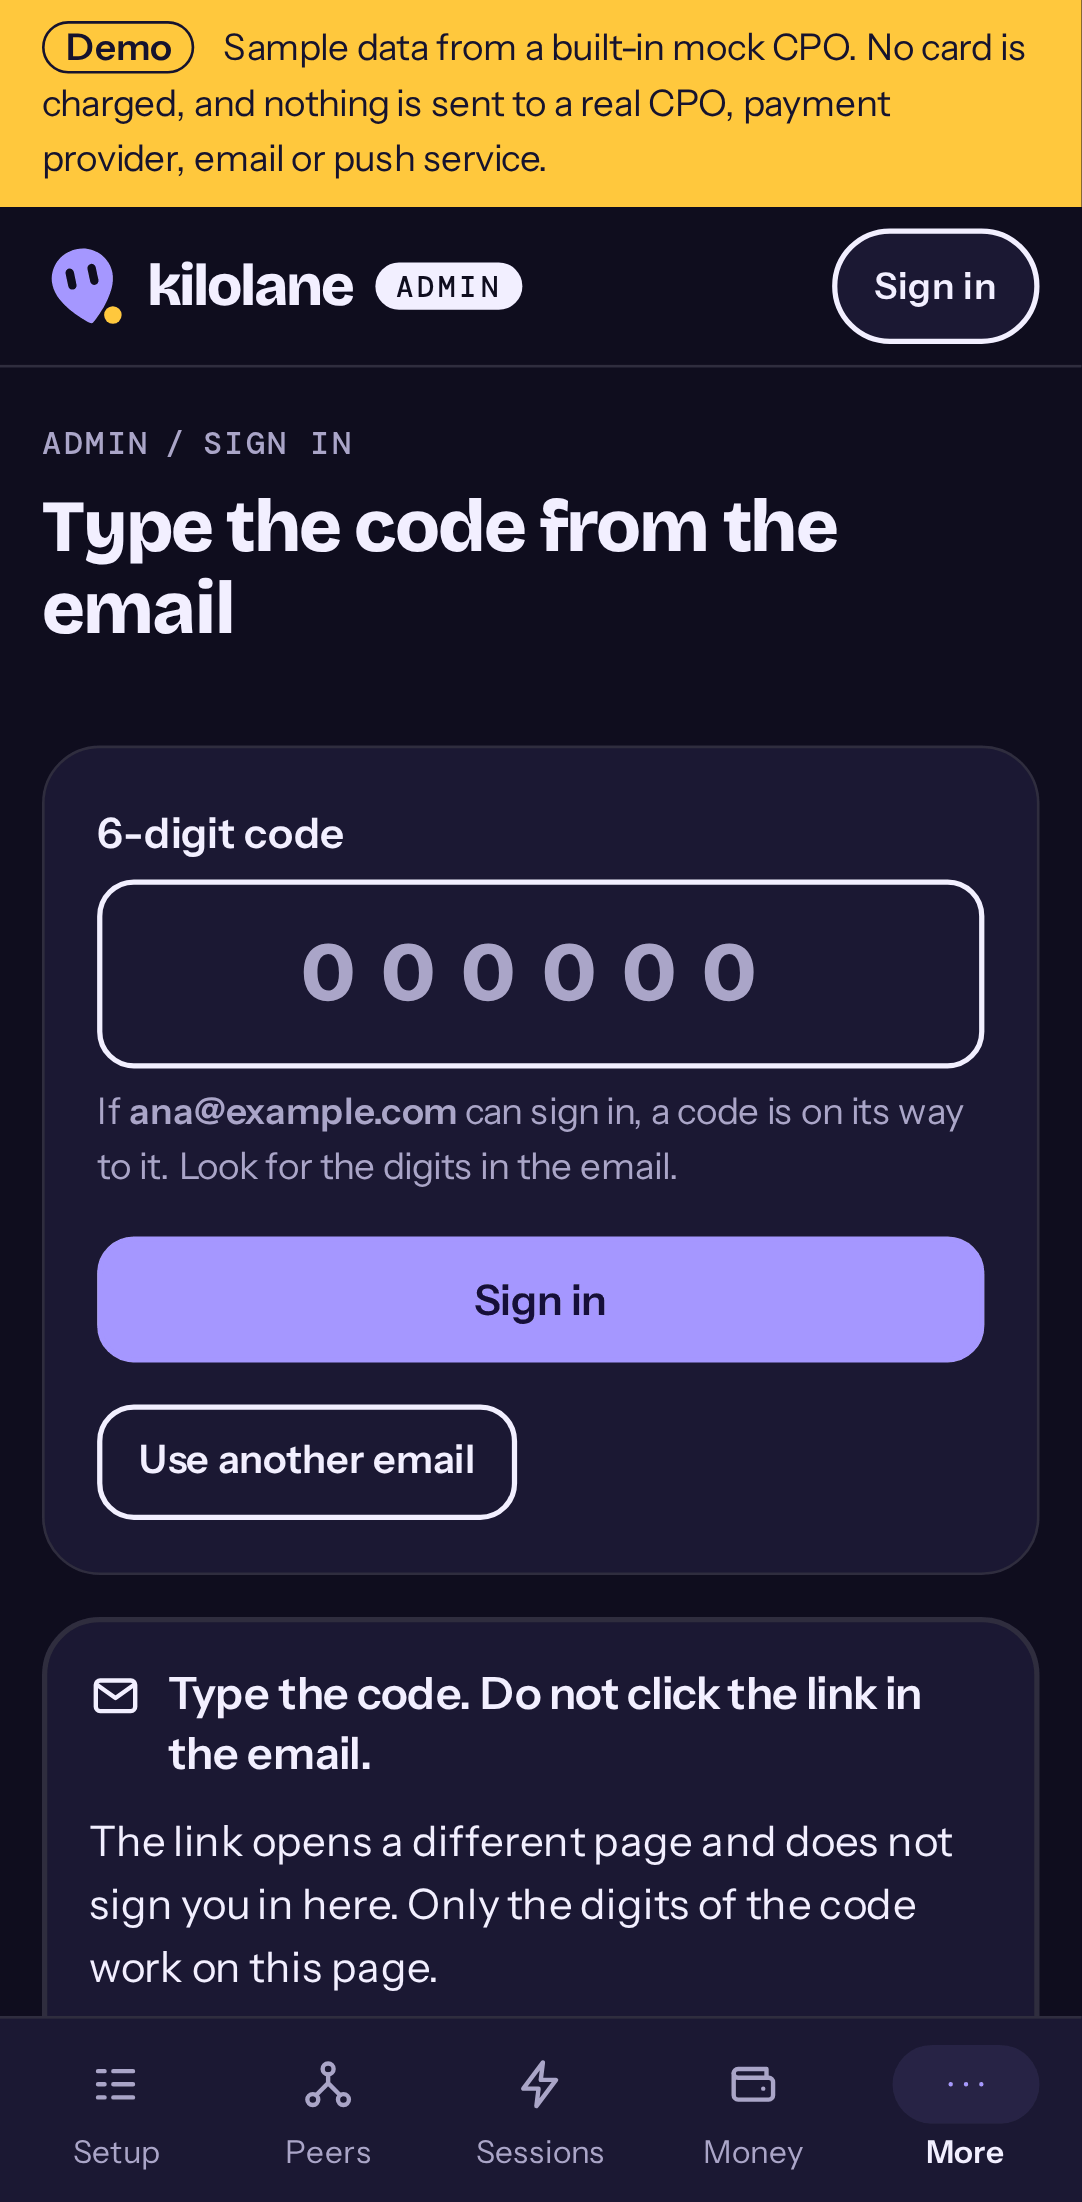 Demo Sample data from a built-in mock CPO. No card is
charged, and nothing is sent to a real CPO, payment
provider, email or push service.
kilolane ADMIN Sign in
ADMIN / SIGN IN
Type the code from the
email
6-digit code
000000
If ana@example.com can sign in, a code is on its way
to it. Look for the digits in the email.
Sign in
Use another email
Type the code. Do not click the link in
the email.
The link opens a different page and does not
sign you in here. Only the digits of the code
work on this page.
Setup Peers Sessions Money More